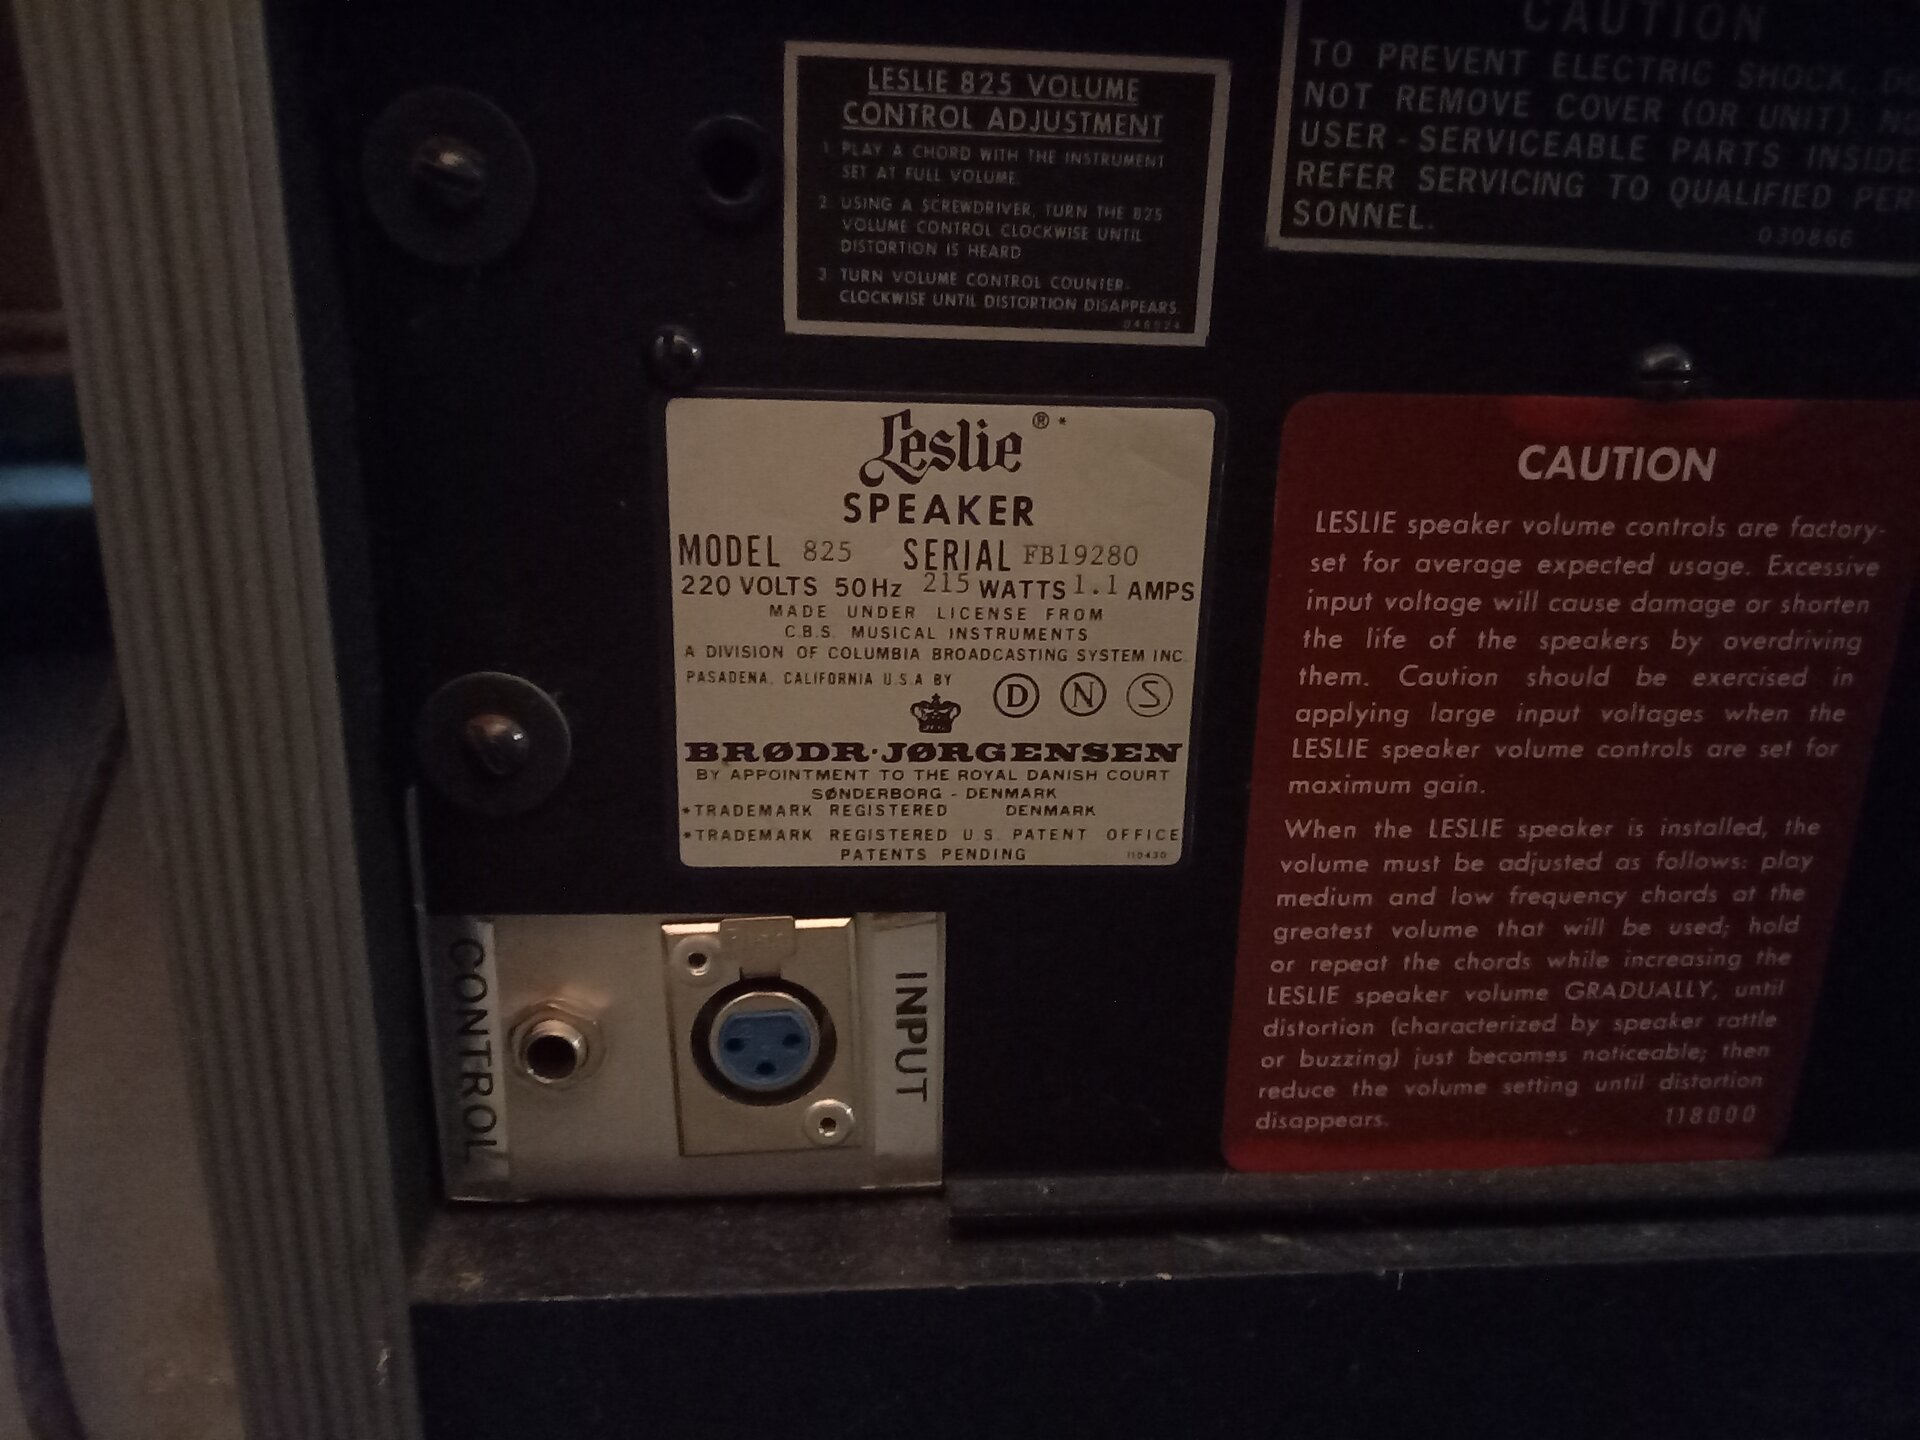 LESLIE 825 VOLUME
CONTROL ADJUSTMENT
1. PLAY A CHORD WITH THE INSTRUMENT
SET AT FULL VOLUME.
2. USING A SCREWDRIVER, TURN THE 825
VOLUME CONTROL CLOCKWISE UNTIL
DISTORTION IS HEARD
3. TURN VOLUME CONTROL COUNTER-
CLOCKWISE UNTIL DISTORTION DISAPPEARS.
CAUTION
TO PREVENT ELECTRIC SHOCK, DO
NOT REMOVE COVER (OR UNIT). NO
USER-SERVICEABLE PARTS INSIDE
REFER SERVICING TO QUALIFIED PER
SONNEL.
030866
Leslie ® *
SPEAKER
MODEL 825 SERIAL FB19280
220 VOLTS 50Hz 215 WATTS 1.1 AMPS
MADE UNDER LICENSE FROM
C.B.S. MUSICAL INSTRUMENTS
A DIVISION OF COLUMBIA BROADCASTING SYSTEM INC.
PASADENA, CALIFORNIA U.S.A BY
D N S
BRØDR·JØRGENSEN
BY APPOINTMENT TO THE ROYAL DANISH COURT
SØNDERBORG - DENMARK
*TRADEMARK REGISTERED DENMARK
*TRADEMARK REGISTERED U.S. PATENT OFFICE
PATENTS PENDING 110430
CONTROL
INPUT
CAUTION
LESLIE speaker volume controls are factory-
set for average expected usage. Excessive
input voltage will cause damage or shorten
the life of the speakers by overdriving
them. Caution should be exercised in
applying large input voltages when the
LESLIE speaker volume controls are set for
maximum gain.
When the LESLIE speaker is installed, the
volume must be adjusted as follows: play
medium and low frequency chords at the
greatest volume that will be used; hold
or repeat the chords while increasing the
LESLIE speaker volume GRADUALLY, until
distortion (characterized by speaker rattle
or buzzing) just becomes noticeable; then
reduce the volume setting until distortion
disappears. 118000